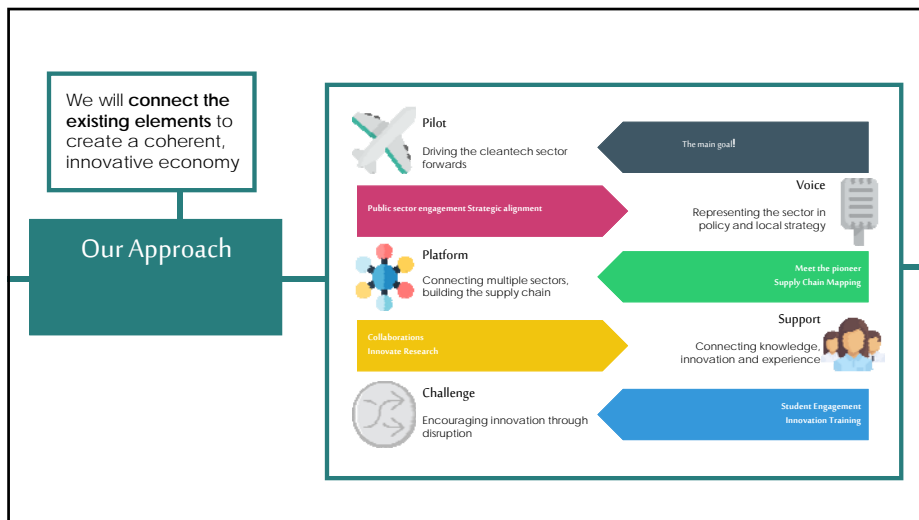 We will connect the
existing elements to
create a coherent,
innovative economy
Our Approach
Pilot
Driving the cleantech sector
forwards
The main goal!
Public sector engagement Strategic alignment
Voice
Representing the sector in
policy and local strategy
Platform
Connecting multiple sectors,
building the supply chain
Meet the pioneer
Supply Chain Mapping
Collaborations
Innovate Research
Support
Connecting knowledge,
innovation and experience
Challenge
Encouraging innovation through
disruption
Student Engagement
Innovation Training